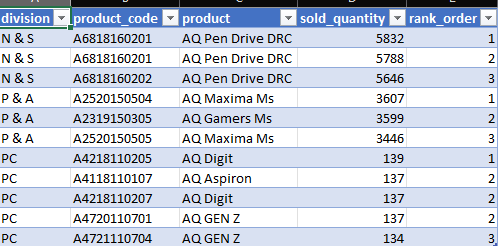 division product_code product sold_quantity rank_order
N & S A6818160201 AQ Pen Drive DRC 5832 1
N & S A6818160201 AQ Pen Drive DRC 5788 2
N & S A6818160202 AQ Pen Drive DRC 5646 3
P & A A2520150504 AQ Maxima Ms 3607 1
P & A A2319150305 AQ Gamers Ms 3599 2
P & A A2520150505 AQ Maxima Ms 3446 3
PC A4218110205 AQ Digit 139 1
PC A4118110107 AQ Aspiron 137 2
PC A4218110207 AQ Digit 137 2
PC A4720110701 AQ GEN Z 137 2
PC A4721110704 AQ GEN Z 134 3